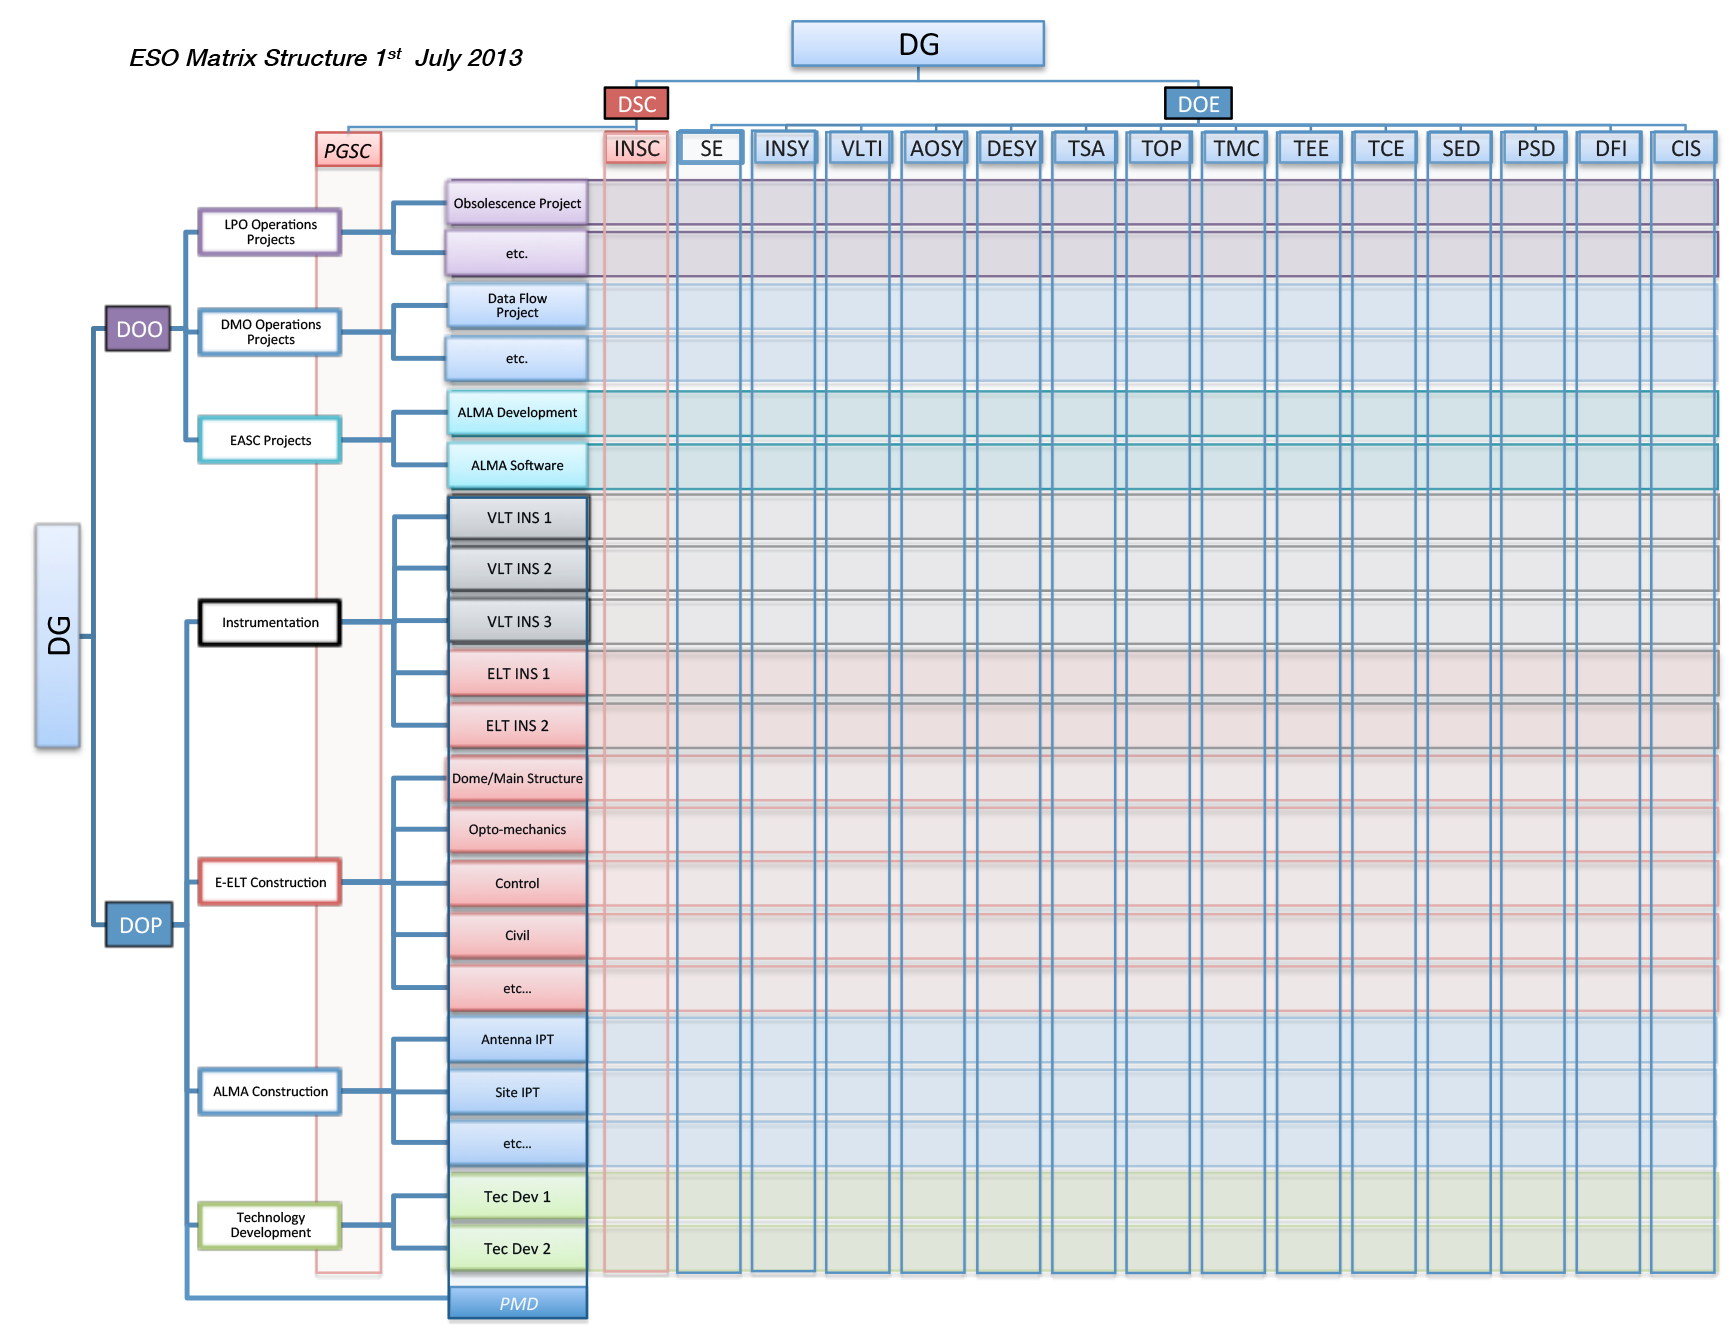 ESO Matrix Structure 1st July 2013
DG
DSC
DOE
PGSC
INSC
SE
INSY
VLTI
AOSY
DESY
TSA
TOP
TMC
TEE
TCE
SED
PSD
DFI
CIS
DG
DOO
LPO Operations
Projects
Obsolescence Project
etc.
DMO Operations
Projects
Data Flow
Project
etc.
EASC Projects
ALMA Development
ALMA Software
DOP
Instrumentation
VLT INS 1
VLT INS 2
VLT INS 3
ELT INS 1
ELT INS 2
E-ELT Construction
Dome/Main Structure
Opto-mechanics
Control
Civil
etc...
ALMA Construction
Antenna IPT
Site IPT
etc...
Technology
Development
Tec Dev 1
Tec Dev 2
PMD